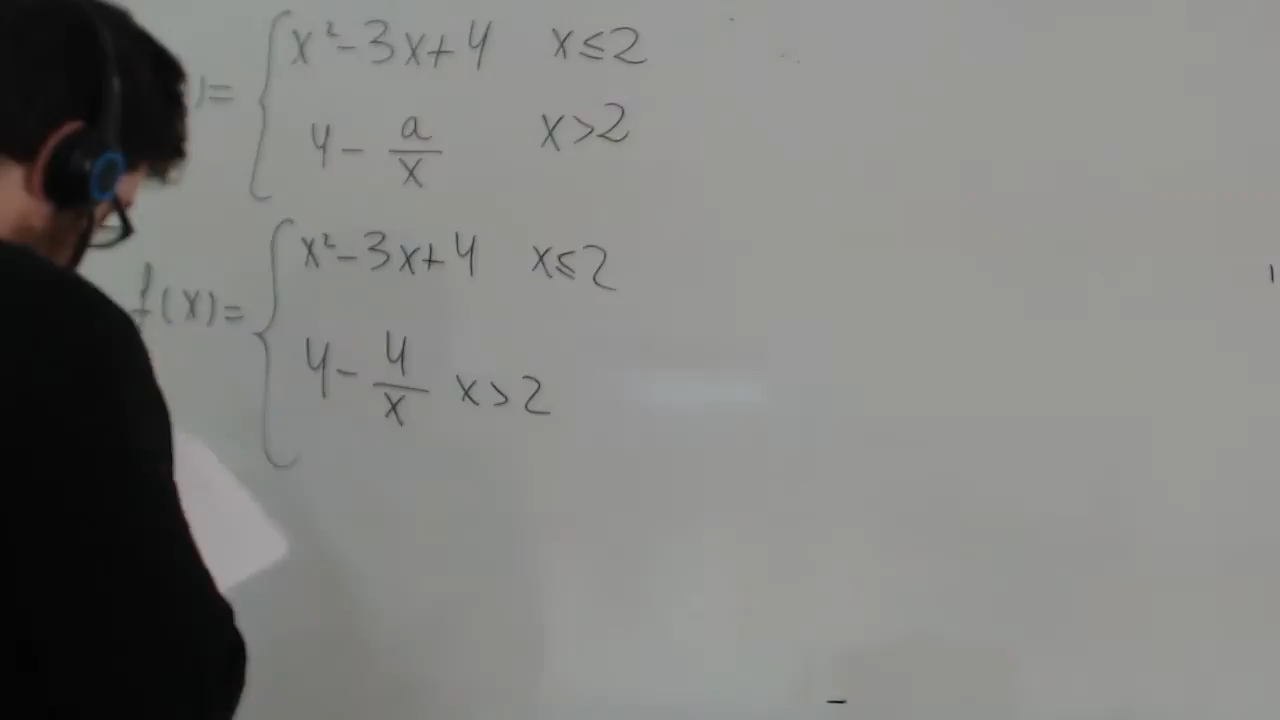 )= { x²-3x+4 x≤2
4 - a/x x>2
f(x)= { x²-3x+4 x≤2
4 - 4/x x>2